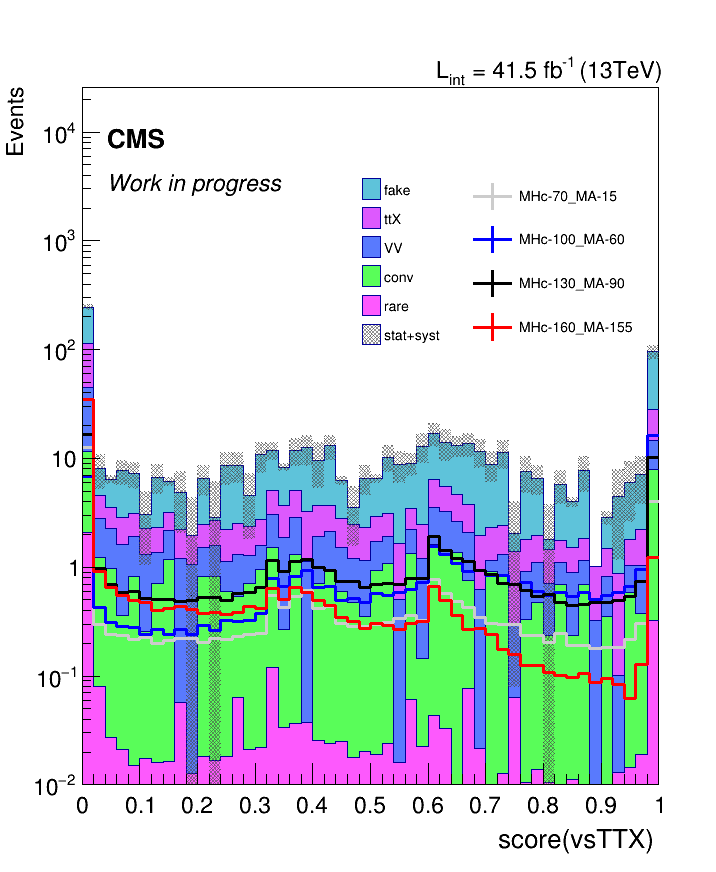 L_int = 41.5 fb^-1 (13TeV)
Events
CMS
Work in progress
fake
ttX
VV
conv
rare
stat+syst
MHc-70_MA-15
MHc-100_MA-60
MHc-130_MA-90
MHc-160_MA-155
10^4
10^3
10^2
10
1
10^−1
10^−2
0 0.1 0.2 0.3 0.4 0.5 0.6 0.7 0.8 0.9 1
score(vsTTX)